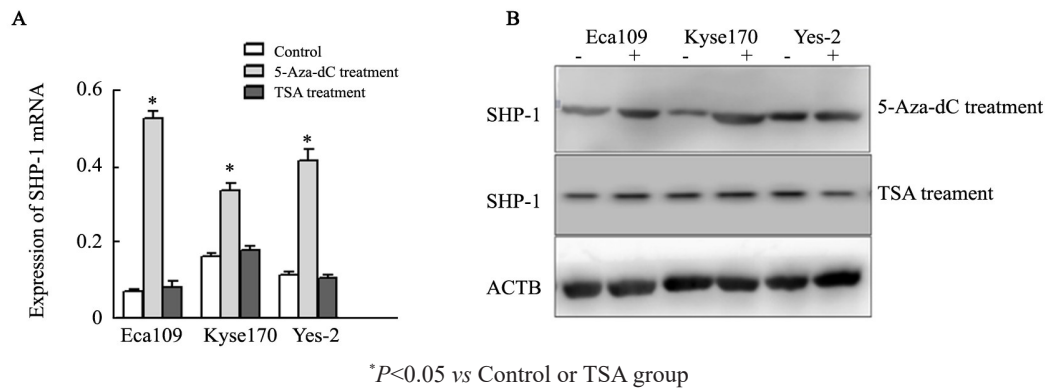 A
Control
5-Aza-dC treatment
TSA treatment
Expression of SHP-1 mRNA
0.6
0.4
0.2
0
*
*
*
Eca109 Kyse170 Yes-2
B
Eca109 Kyse170 Yes-2
- + - + - +
SHP-1 5-Aza-dC treatment
SHP-1 TSA treament
ACTB
*P<0.05 vs Control or TSA group